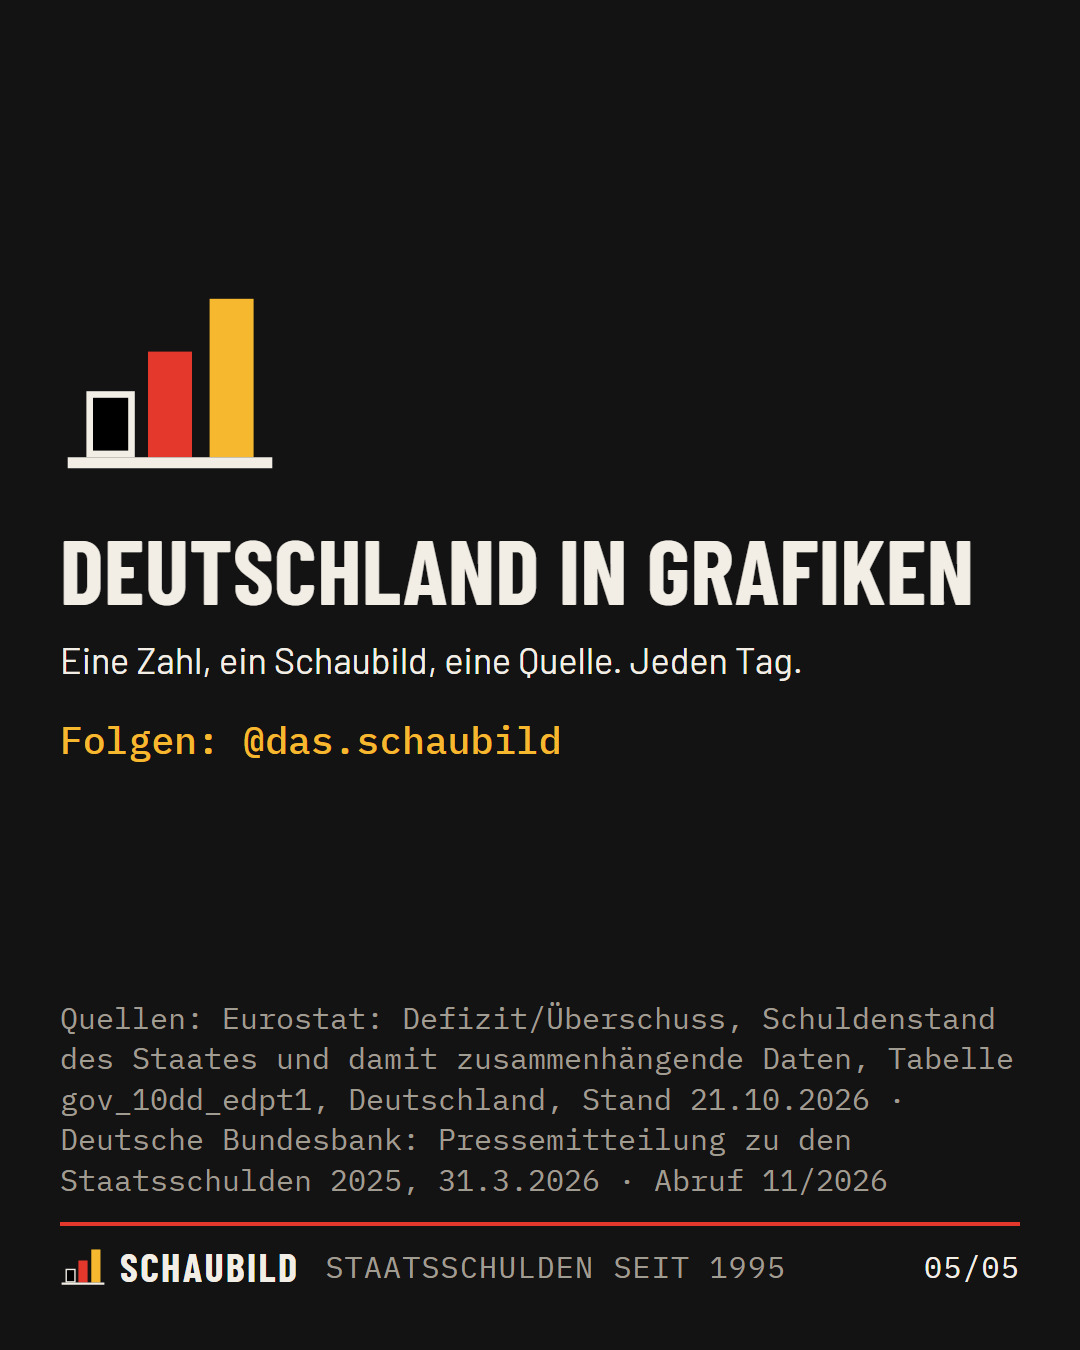 DEUTSCHLAND IN GRAFIKEN
Eine Zahl, ein Schaubild, eine Quelle. Jeden Tag.
Folgen: @das.schaubild
Quellen: Eurostat: Defizit/Überschuss, Schuldenstand
des Staates und damit zusammenhängende Daten, Tabelle
gov_10dd_edpt1, Deutschland, Stand 21.10.2026 ·
Deutsche Bundesbank: Pressemitteilung zu den
Staatsschulden 2025, 31.3.2026 · Abruf 11/2026
SCHAUBILD STAATSSCHULDEN SEIT 1995 05/05